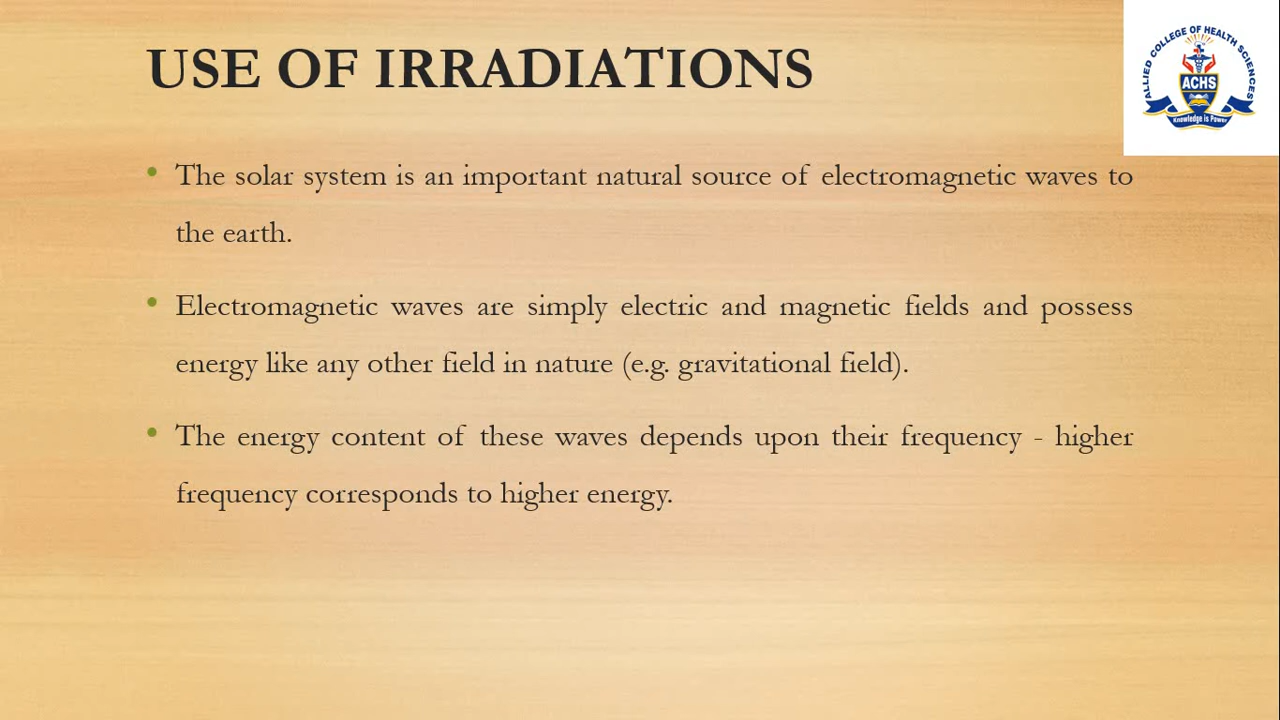 USE OF IRRADIATIONS
ALLIED COLLEGE OF HEALTH SCIENCES
ACHS
Knowledge is Power
• The solar system is an important natural source of electromagnetic waves to
the earth.
• Electromagnetic waves are simply electric and magnetic fields and possess
energy like any other field in nature (e.g. gravitational field).
• The energy content of these waves depends upon their frequency - higher
frequency corresponds to higher energy.